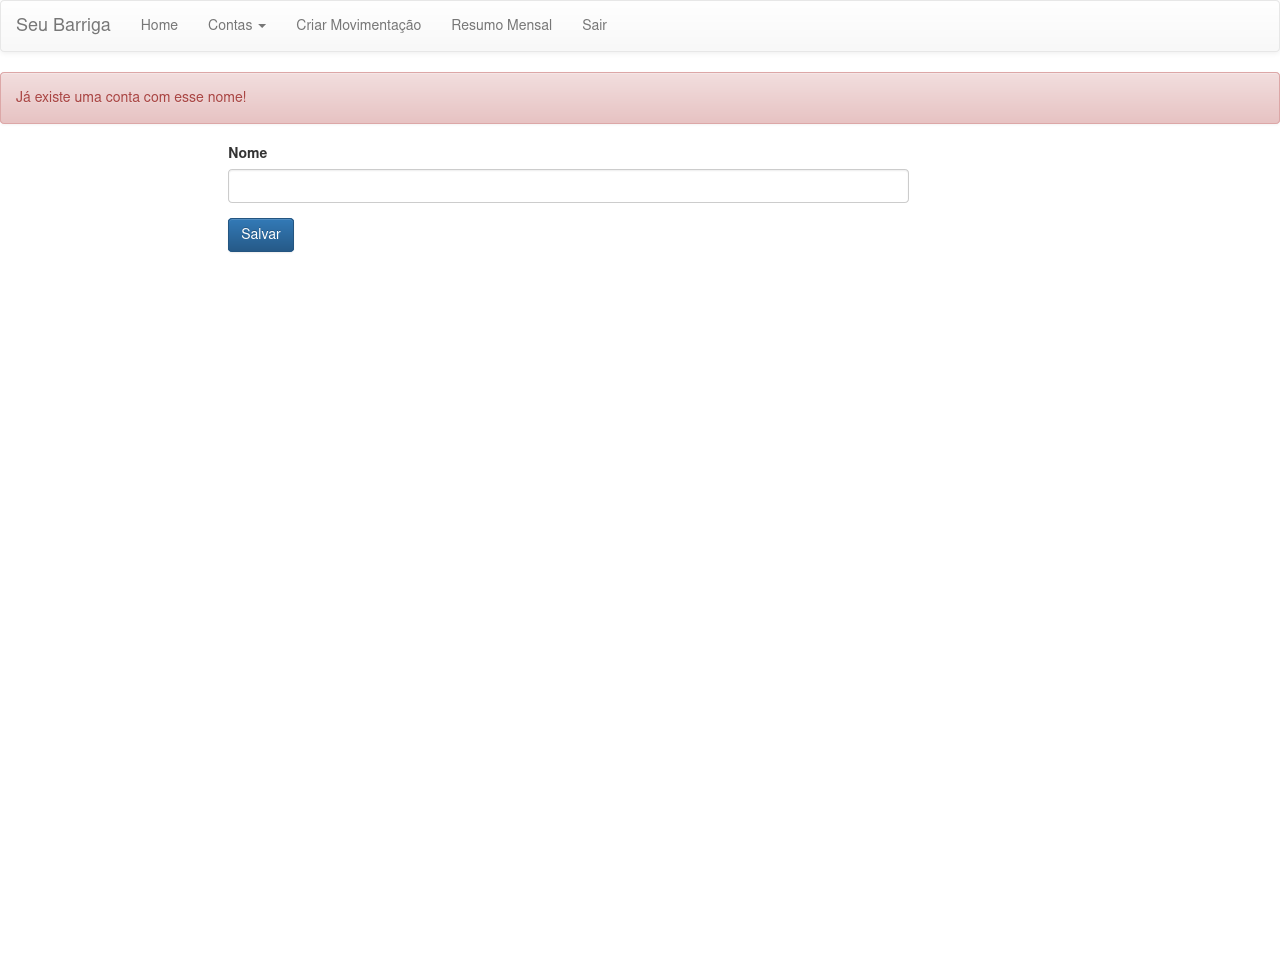 Seu Barriga Home Contas Criar Movimentação Resumo Mensal Sair
Já existe uma conta com esse nome!
Nome
Salvar